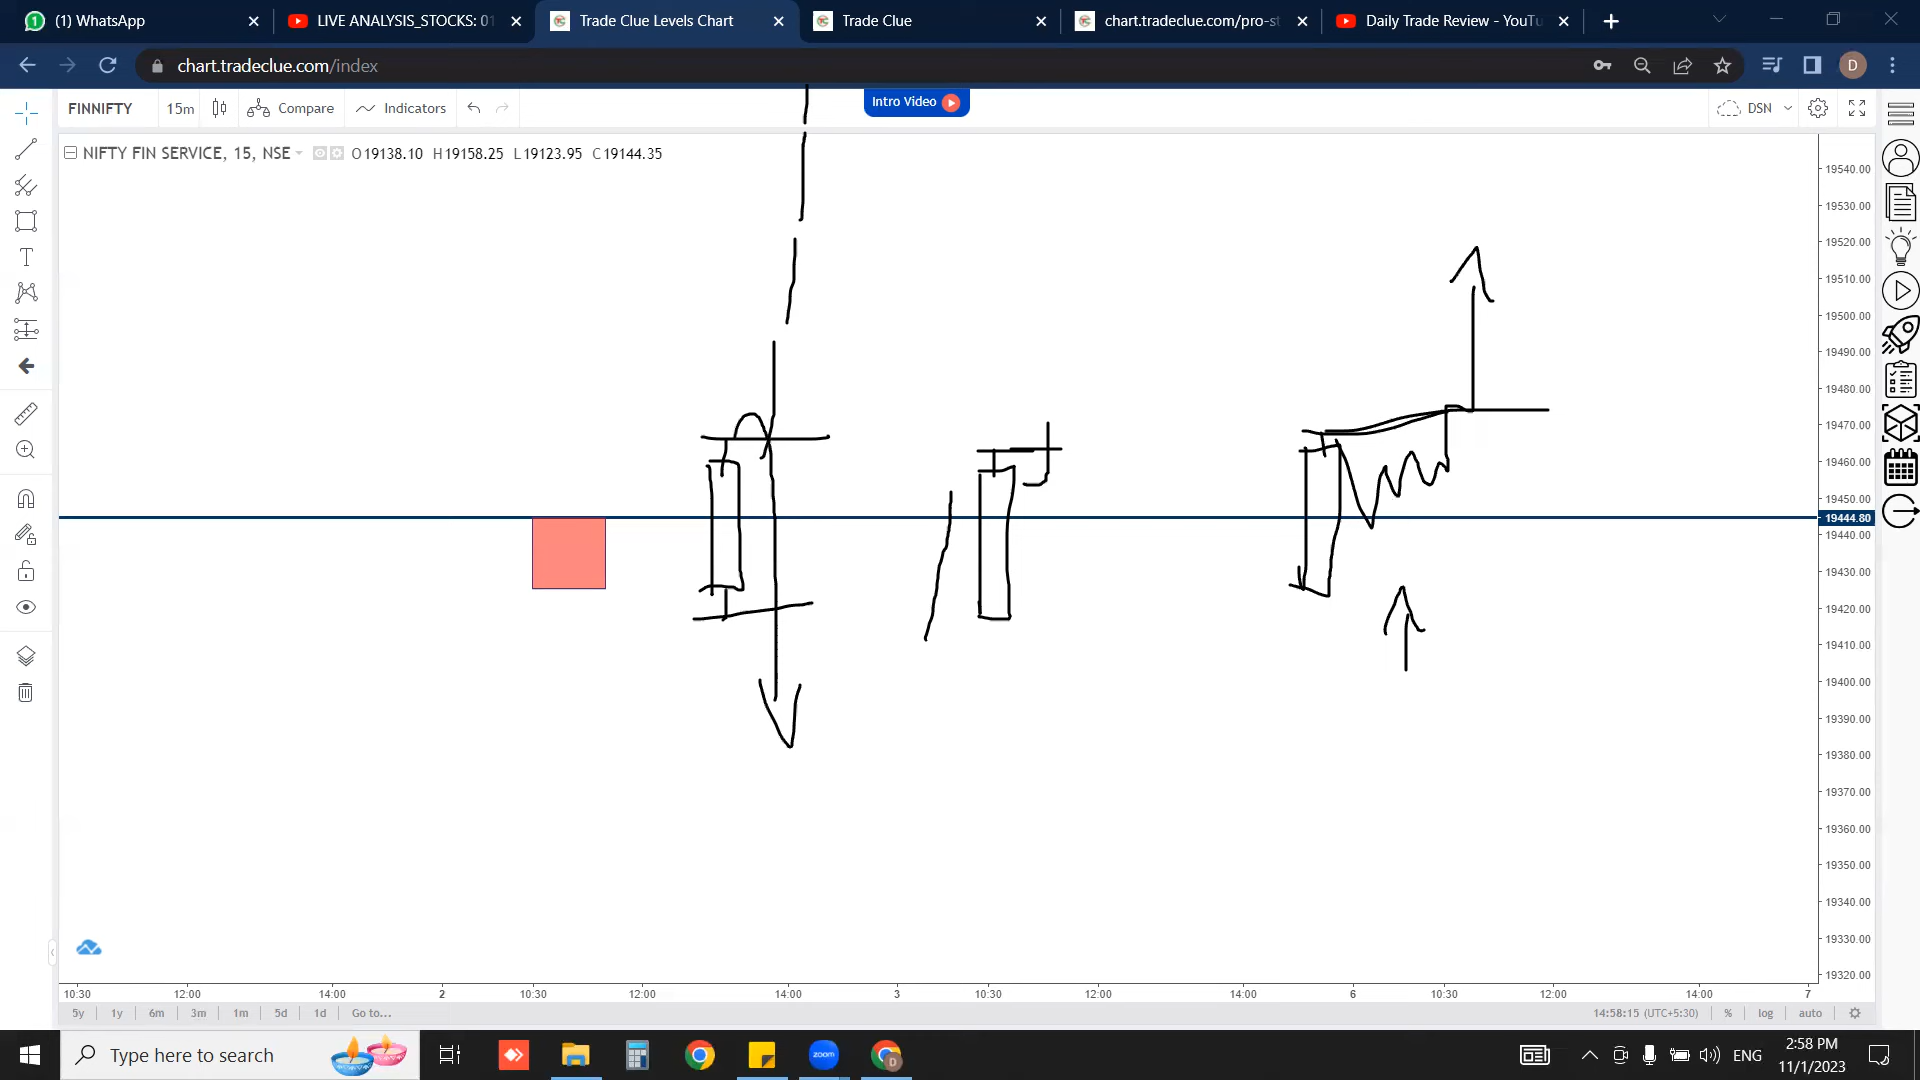 (1) WhatsApp
LIVE ANALYSIS_STOCKS: 01
Trade Clue Levels Chart
Trade Clue
chart.tradeclue.com/pro-st
Daily Trade Review - YouTu
chart.tradeclue.com/index
D
FINNIFTY
15m
Compare
Indicators
Intro Video
DSN
NIFTY FIN SERVICE, 15, NSE
O19138.10 H19158.25 L19123.95 C19144.35
19540.00
19530.00
19520.00
19510.00
19500.00
19490.00
19480.00
19470.00
19460.00
19450.00
19444.80
19440.00
19430.00
19420.00
19410.00
19400.00
19390.00
19380.00
19370.00
19360.00
19350.00
19340.00
19330.00
19320.00
10:30 12:00 14:00 2 10:30 12:00 14:00 3 10:30 12:00 14:00 6 10:30 12:00 14:00 7
5y 1y 6m 3m 1m 5d 1d Go to... 14:58:15 (UTC+5:30) % log auto
Type here to search
zoom
D
ENG
2:58 PM
11/1/2023